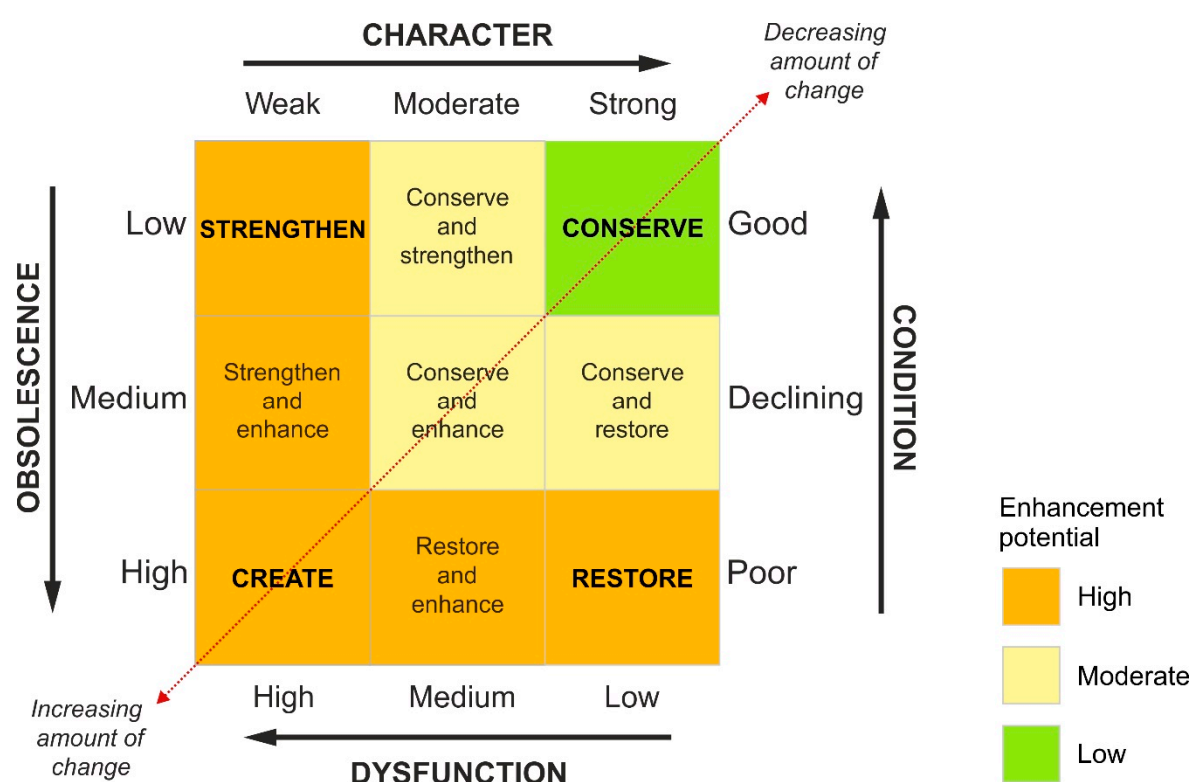 CHARACTER
Decreasing
amount of
change
Weak
Moderate
Strong
OBSOLESCENCE
Low
STRENGTHEN
Conserve
and
strengthen
CONSERVE
Good
Medium
Strengthen
and
enhance
Conserve
and
enhance
Conserve
and
restore
Declining
CONDITION
High
CREATE
Restore
and
enhance
RESTORE
Poor
High
Medium
Low
Increasing
amount of
change
DYSFUNCTION
Enhancement
potential
High
Moderate
Low